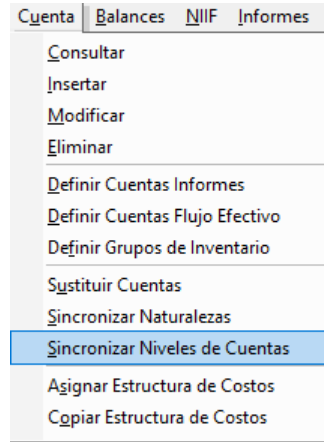 Cuenta Balances NIIF Informes
Consultar
Insertar
Modificar
Eliminar
Definir Cuentas Informes
Definir Cuentas Flujo Efectivo
Definir Grupos de Inventario
Sustituir Cuentas
Sincronizar Naturalezas
Sincronizar Niveles de Cuentas
Asignar Estructura de Costos
Copiar Estructura de Costos